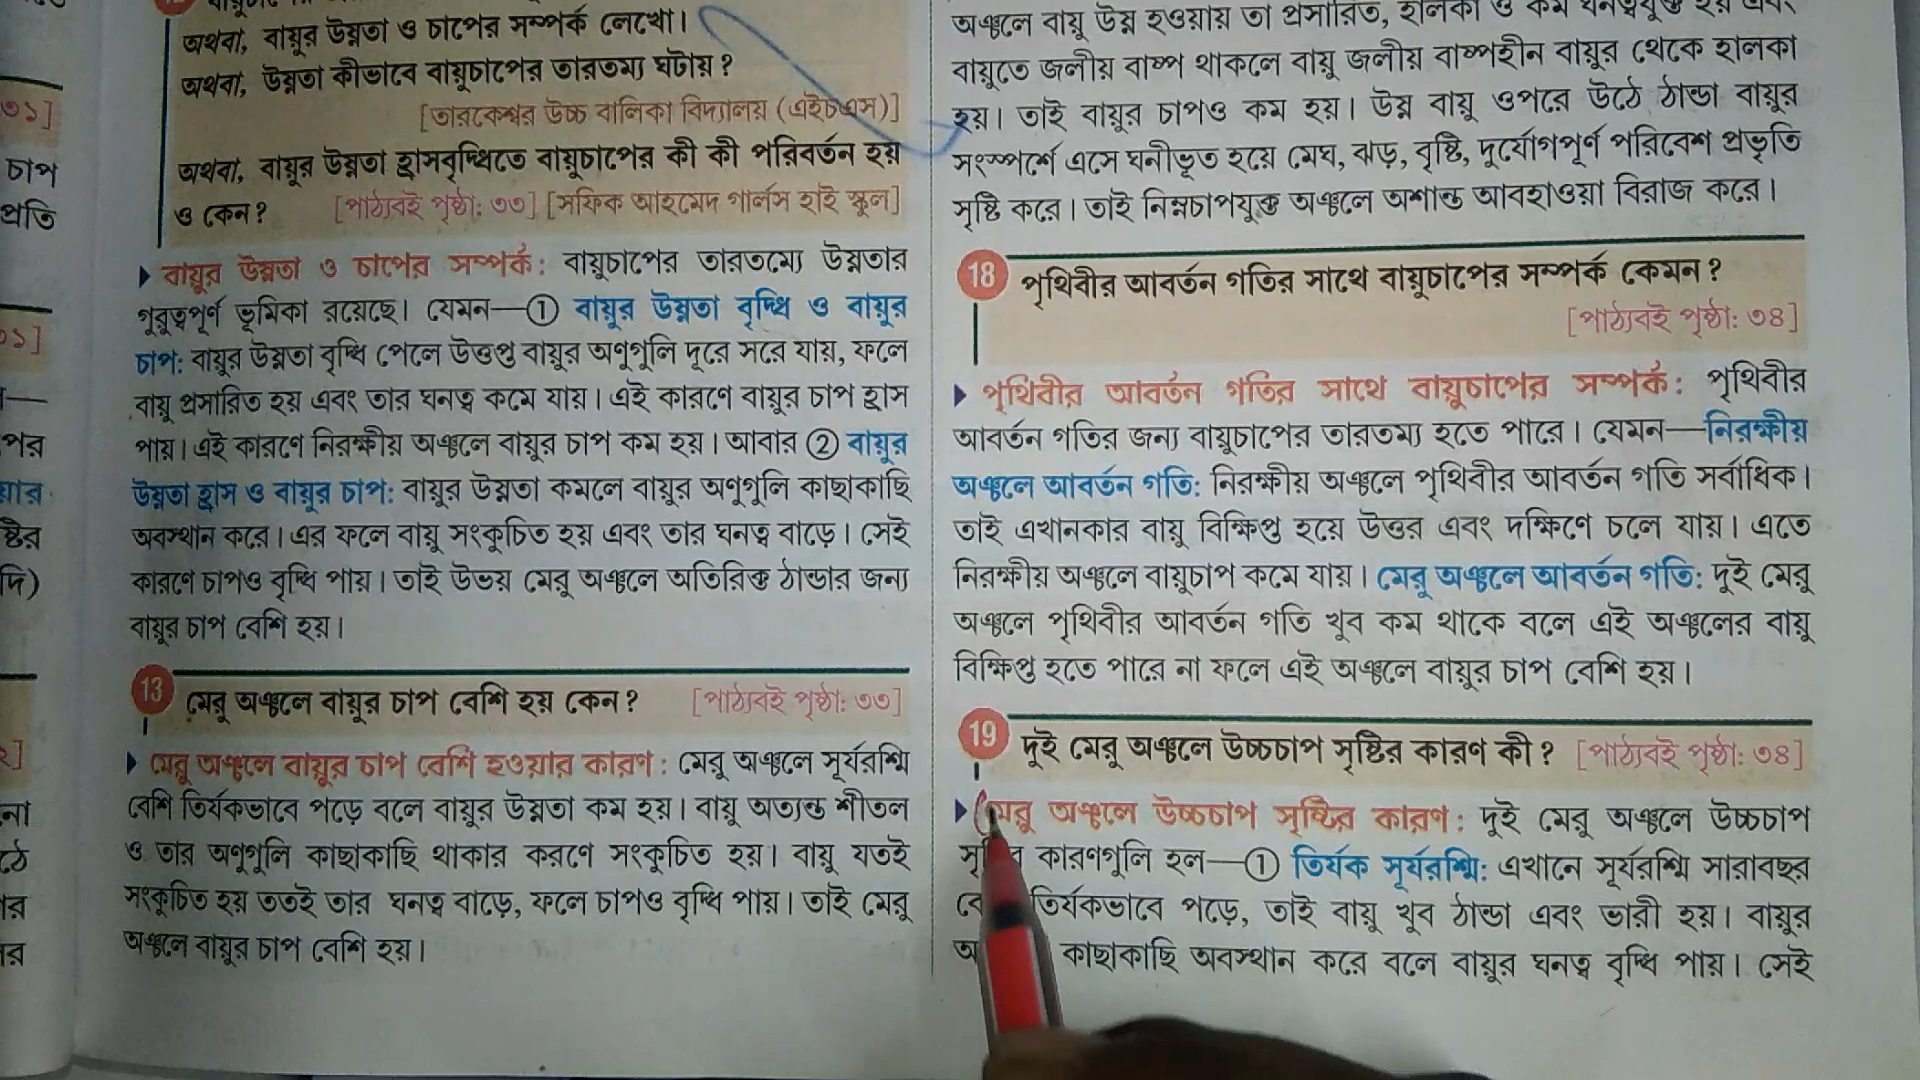 অথবা, বায়ুর উষ্ণতা ও চাপের সম্পর্ক লেখো।
অথবা, উষ্ণতা কীভাবে বায়ুচাপের তারতম্য ঘটায়?
[তারকেশ্বর উচ্চ বালিকা বিদ্যালয় (এইচএস)]
অথবা, বায়ুর উষ্ণতা হ্রাসবৃদ্ধিতে বায়ুচাপের কী কী পরিবর্তন হয়
ও কেন? [পাঠ্যবই পৃষ্ঠা: ৩৩] [সফিক আহমেদ গার্লস হাই স্কুল]
বায়ুর উষ্ণতা ও চাপের সম্পর্ক: বায়ুচাপের তারতম্যে উষ্ণতার
গুরুত্বপূর্ণ ভূমিকা রয়েছে। যেমন—① বায়ুর উষ্ণতা বৃদ্ধি ও বায়ুর
চাপ: বায়ুর উষ্ণতা বৃদ্ধি পেলে উত্তপ্ত বায়ুর অণুগুলি দূরে সরে যায়, ফলে
বায়ু প্রসারিত হয় এবং তার ঘনত্ব কমে যায়। এই কারণে বায়ুর চাপ হ্রাস
পায়। এই কারণে নিরক্ষীয় অঞ্চলে বায়ুর চাপ কম হয়। আবার ② বায়ুর
উষ্ণতা হ্রাস ও বায়ুর চাপ: বায়ুর উষ্ণতা কমলে বায়ুর অণুগুলি কাছাকাছি
অবস্থান করে। এর ফলে বায়ু সংকুচিত হয় এবং তার ঘনত্ব বাড়ে। সেই
কারণে চাপও বৃদ্ধি পায়। তাই উভয় মেরু অঞ্চলে অতিরিক্ত ঠান্ডার জন্য
বায়ুর চাপ বেশি হয়।
13 মেরু অঞ্চলে বায়ুর চাপ বেশি হয় কেন? [পাঠ্যবই পৃষ্ঠা: ৩৩]
মেরু অঞ্চলে বায়ুর চাপ বেশি হওয়ার কারণ: মেরু অঞ্চলে সূর্যরশ্মি
বেশি তির্যকভাবে পড়ে বলে বায়ুর উষ্ণতা কম হয়। বায়ু অত্যন্ত শীতল
ও তার অণুগুলি কাছাকাছি থাকার করণে সংকুচিত হয়। বায়ু যতই
সংকুচিত হয় ততই তার ঘনত্ব বাড়ে, ফলে চাপও বৃদ্ধি পায়। তাই মেরু
অঞ্চলে বায়ুর চাপ বেশি হয়।
অঞ্চলে বায়ু উষ্ণ হওয়ায় তা প্রসারিত, হালকা ও কম ঘনত্বযুক্ত হয়
বায়ুতে জলীয় বাষ্প থাকলে বায়ু জলীয় বাষ্পহীন বায়ুর থেকে হালকা
হয়। তাই বায়ুর চাপও কম হয়। উষ্ণ বায়ু ওপরে উঠে ঠান্ডা বায়ুর
সংস্পর্শে এসে ঘনীভূত হয়ে মেঘ, ঝড়, বৃষ্টি, দুর্যোগপূর্ণ পরিবেশ প্রভৃতি
সৃষ্টি করে। তাই নিম্নচাপযুক্ত অঞ্চলে অশান্ত আবহাওয়া বিরাজ করে।
18 পৃথিবীর আবর্তন গতির সাথে বায়ুচাপের সম্পর্ক কেমন?
[পাঠ্যবই পৃষ্ঠা: ৩৪]
পৃথিবীর আবর্তন গতির সাথে বায়ুচাপের সম্পর্ক: পৃথিবীর
আবর্তন গতির জন্য বায়ুচাপের তারতম্য হতে পারে। যেমন—নিরক্ষীয়
অঞ্চলে আবর্তন গতি: নিরক্ষীয় অঞ্চলে পৃথিবীর আবর্তন গতি সর্বাধিক।
তাই এখানকার বায়ু বিক্ষিপ্ত হয়ে উত্তর এবং দক্ষিণে চলে যায়। এতে
নিরক্ষীয় অঞ্চলে বায়ুচাপ কমে যায়। মেরু অঞ্চলে আবর্তন গতি: দুই মেরু
অঞ্চলে পৃথিবীর আবর্তন গতি খুব কম থাকে বলে এই অঞ্চলের বায়ু
বিক্ষিপ্ত হতে পারে না ফলে এই অঞ্চলে বায়ুর চাপ বেশি হয়।
19 দুই মেরু অঞ্চলে উচ্চচাপ সৃষ্টির কারণ কী? [পাঠ্যবই পৃষ্ঠা: ৩৪]
মেরু অঞ্চলে উচ্চচাপ সৃষ্টির কারণ: দুই মেরু অঞ্চলে উচ্চচাপ
কারণগুলি হল—① তির্যক সূর্যরশ্মি: এখানে সূর্যরশ্মি সারাবছর
তির্যকভাবে পড়ে, তাই বায়ু খুব ঠান্ডা এবং ভারী হয়। বায়ুর
কাছাকাছি অবস্থান করে বলে বায়ুর ঘনত্ব বৃদ্ধি পায়। সেই